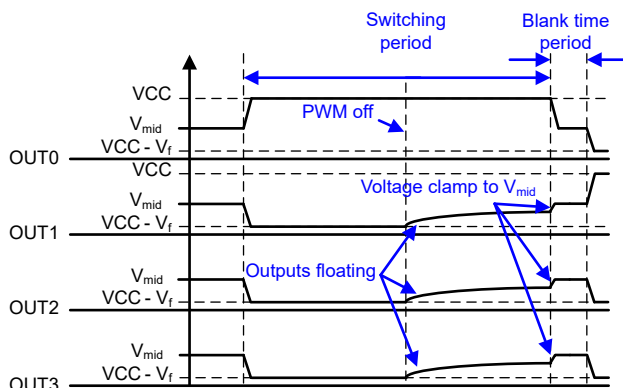 Switching period
Blank time period
VCC
V_mid
PWM off
VCC - V_f
OUT0
VCC
Voltage clamp to V_mid
V_mid
VCC - V_f
OUT1
Outputs floating
V_mid
VCC - V_f
OUT2
V_mid
VCC - V_f
OUT3